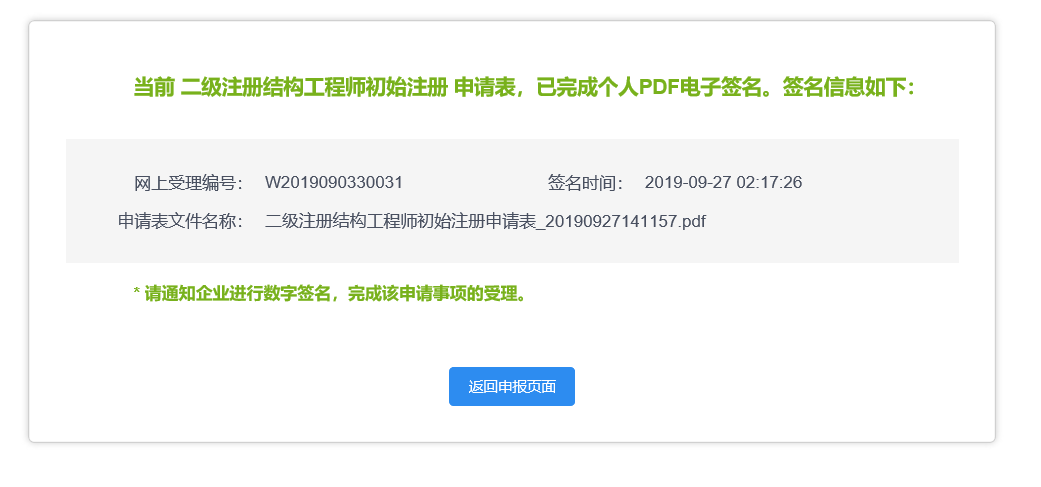 当前 二级注册结构工程师初始注册 申请表，已完成个人PDF电子签名。签名信息如下：
网上受理编号： W2019090330031 签名时间： 2019-09-27 02:17:26
申请表文件名称： 二级注册结构工程师初始注册申请表_20190927141157.pdf
* 请通知企业进行数字签名，完成该申请事项的受理。
返回申报页面